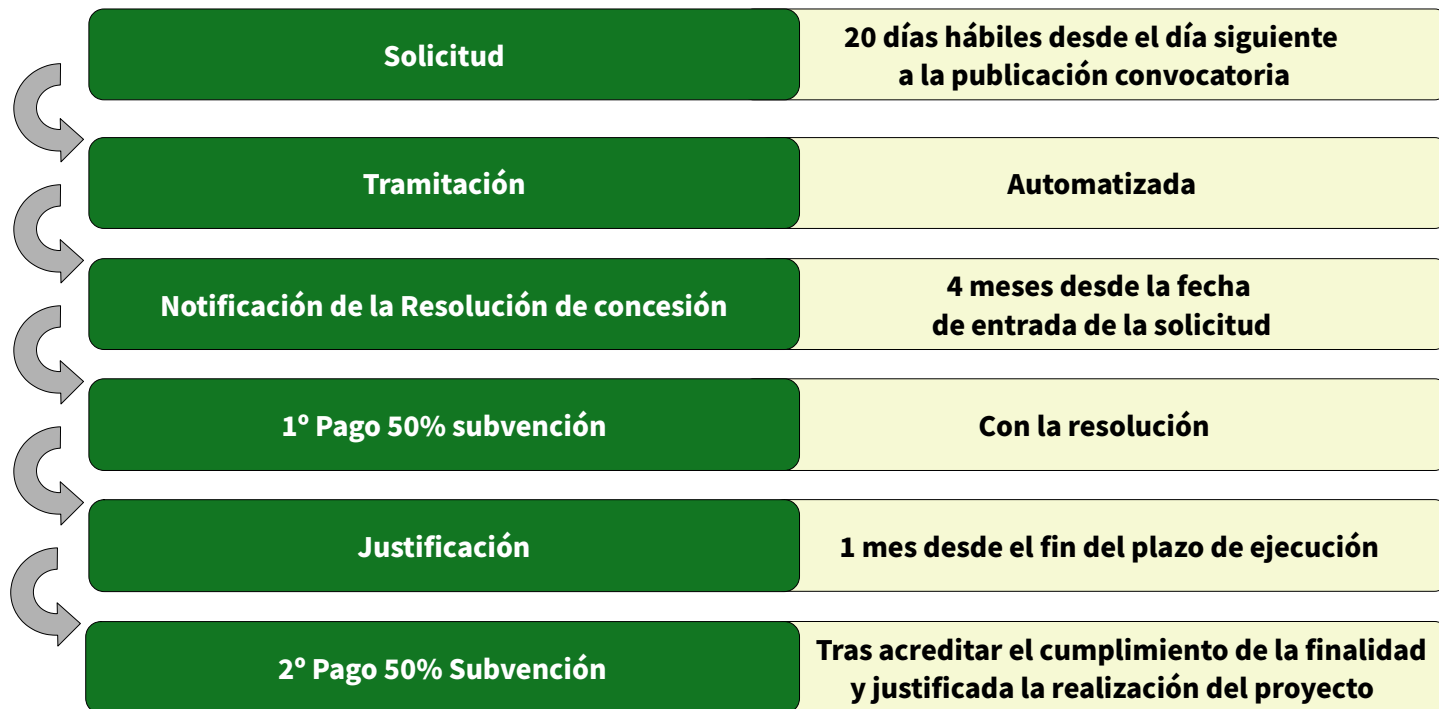 Solicitud
20 días hábiles desde el día siguiente
a la publicación convocatoria
Tramitación
Automatizada
Notificación de la Resolución de concesión
4 meses desde la fecha
de entrada de la solicitud
1º Pago 50% subvención
Con la resolución
Justificación
1 mes desde el fin del plazo de ejecución
2º Pago 50% Subvención
Tras acreditar el cumplimiento de la finalidad
y justificada la realización del proyecto